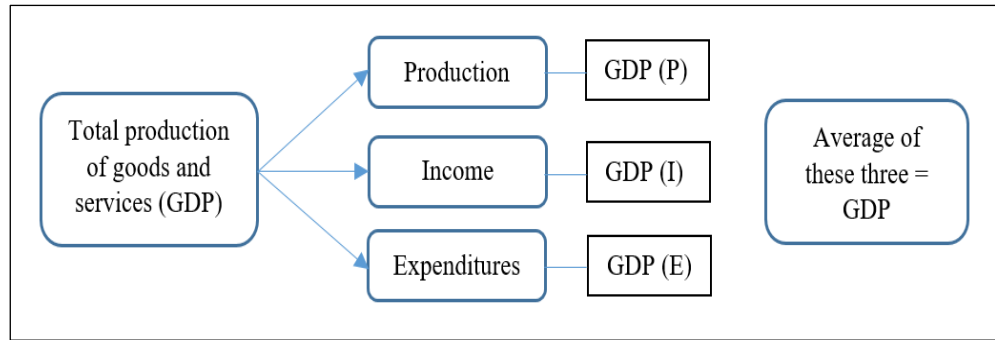 Total production
of goods and
services (GDP)
Production
GDP (P)
Income
GDP (I)
Expenditures
GDP (E)
Average of
these three =
GDP